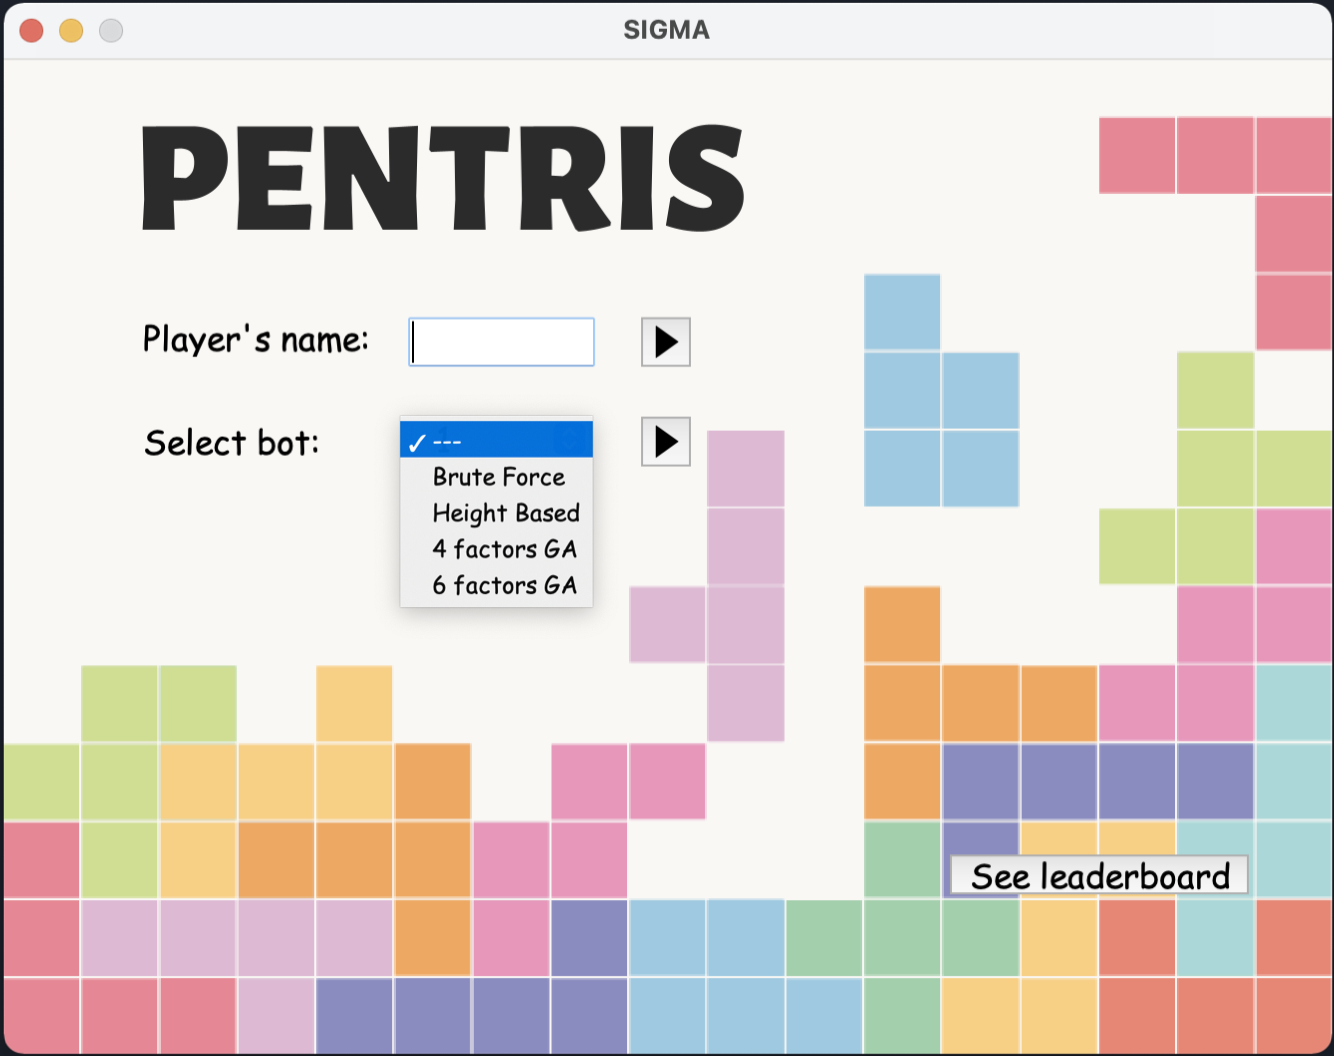 SIGMA
PENTRIS
Player's name:
Select bot:
✓ ---
Brute Force
Height Based
4 factors GA
6 factors GA
See leaderboard